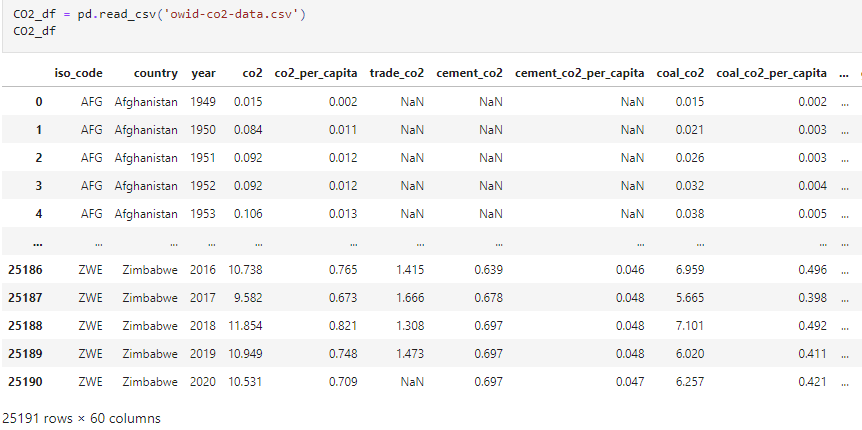 CO2_df = pd.read_csv('owid-co2-data.csv')
CO2_df
iso_code country year co2 co2_per_capita trade_co2 cement_co2 cement_co2_per_capita coal_co2 coal_co2_per_capita ...
0 AFG Afghanistan 1949 0.015 0.002 NaN NaN NaN 0.015 0.002 ...
1 AFG Afghanistan 1950 0.084 0.011 NaN NaN NaN 0.021 0.003 ...
2 AFG Afghanistan 1951 0.092 0.012 NaN NaN NaN 0.026 0.003 ...
3 AFG Afghanistan 1952 0.092 0.012 NaN NaN NaN 0.032 0.004 ...
4 AFG Afghanistan 1953 0.106 0.013 NaN NaN NaN 0.038 0.005 ...
... ... ... ... ... ... ... ... ... ... ... ...
25186 ZWE Zimbabwe 2016 10.738 0.765 1.415 0.639 0.046 6.959 0.496 ...
25187 ZWE Zimbabwe 2017 9.582 0.673 1.666 0.678 0.048 5.665 0.398 ...
25188 ZWE Zimbabwe 2018 11.854 0.821 1.308 0.697 0.048 7.101 0.492 ...
25189 ZWE Zimbabwe 2019 10.949 0.748 1.473 0.697 0.048 6.020 0.411 ...
25190 ZWE Zimbabwe 2020 10.531 0.709 NaN 0.697 0.047 6.257 0.421 ...
25191 rows × 60 columns